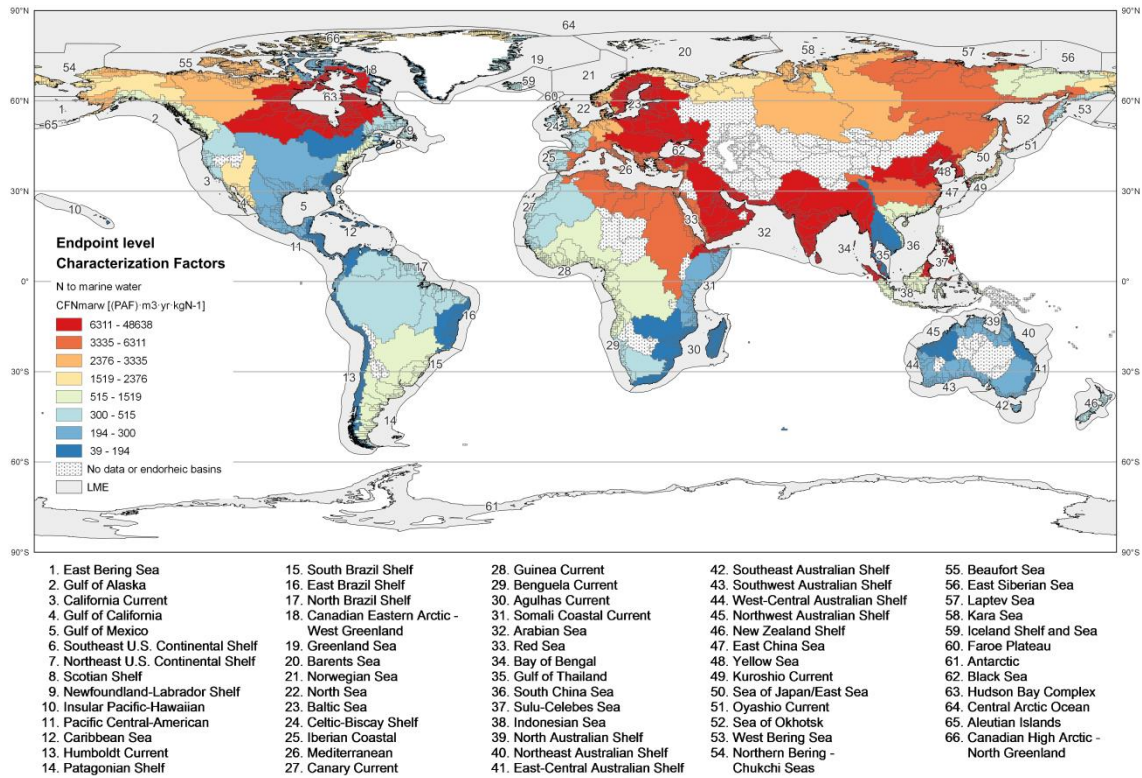 90°N
90°N
64
66
19
20
58
57
56
54
55
18
59
21
60°N
60°N
1
63
60
22
23
52
53
65
2
9
24
51
8
25
62
50
3
26
48
49
30°N
30°N
4
6
27
47
10
5
33
32
12
34
36
11
35
37
17
28
0°
0°
31
38
16
45
39
40
30
29
44
30°S
30°S
13
15
43
41
14
42
46
60°S
60°S
61
90°S
90°S
Endpoint level
Characterization Factors
N to marine water
CFNmarw [(PAF)·m3·yr·kgN-1]
6311 - 48638
3335 - 6311
2376 - 3335
1519 - 2376
515 - 1519
300 - 515
194 - 300
39 - 194
No data or endorheic basins
LME
1. East Bering Sea
2. Gulf of Alaska
3. California Current
4. Gulf of California
5. Gulf of Mexico
6. Southeast U.S. Continental Shelf
7. Northeast U.S. Continental Shelf
8. Scotian Shelf
9. Newfoundland-Labrador Shelf
10. Insular Pacific-Hawaiian
11. Pacific Central-American
12. Caribbean Sea
13. Humboldt Current
14. Patagonian Shelf
15. South Brazil Shelf
16. East Brazil Shelf
17. North Brazil Shelf
18. Canadian Eastern Arctic -
West Greenland
19. Greenland Sea
20. Barents Sea
21. Norwegian Sea
22. North Sea
23. Baltic Sea
24. Celtic-Biscay Shelf
25. Iberian Coastal
26. Mediterranean
27. Canary Current
28. Guinea Current
29. Benguela Current
30. Agulhas Current
31. Somali Coastal Current
32. Arabian Sea
33. Red Sea
34. Bay of Bengal
35. Gulf of Thailand
36. South China Sea
37. Sulu-Celebes Sea
38. Indonesian Sea
39. North Australian Shelf
40. Northeast Australian Shelf
41. East-Central Australian Shelf
42. Southeast Australian Shelf
43. Southwest Australian Shelf
44. West-Central Australian Shelf
45. Northwest Australian Shelf
46. New Zealand Shelf
47. East China Sea
48. Yellow Sea
49. Kuroshio Current
50. Sea of Japan/East Sea
51. Oyashio Current
52. Sea of Okhotsk
53. West Bering Sea
54. Northern Bering -
Chukchi Seas
55. Beaufort Sea
56. East Siberian Sea
57. Laptev Sea
58. Kara Sea
59. Iceland Shelf and Sea
60. Faroe Plateau
61. Antarctic
62. Black Sea
63. Hudson Bay Complex
64. Central Arctic Ocean
65. Aleutian Islands
66. Canadian High Arctic -
North Greenland